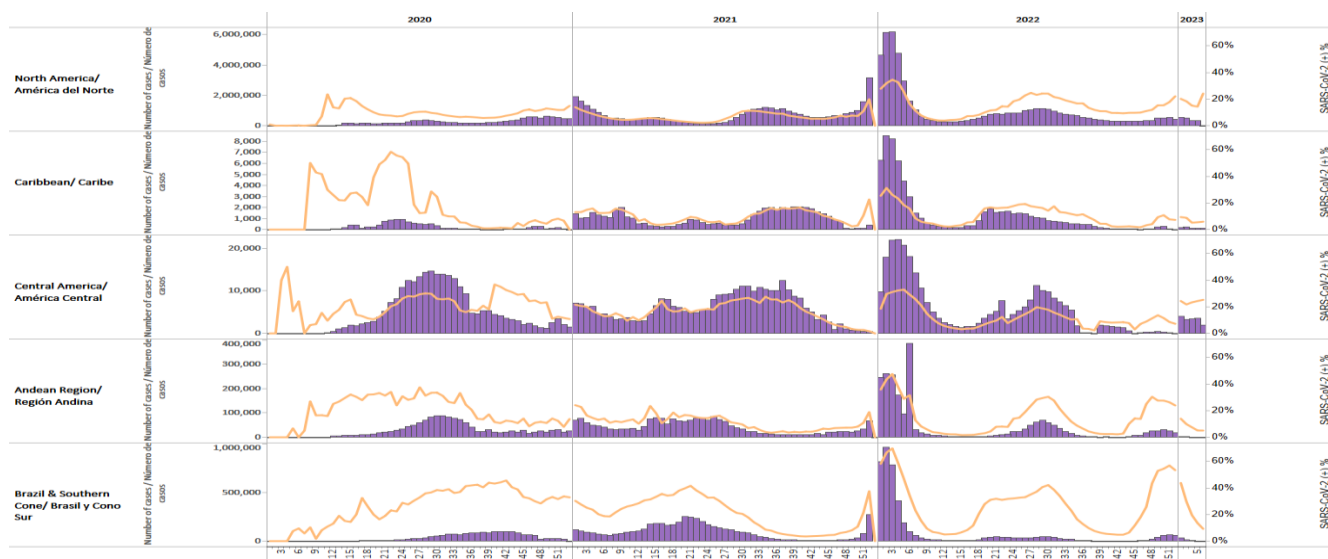 2020 2021 2022 2023
North America/
América del Norte
Number of cases / Número de
casos
6,000,000
4,000,000
2,000,000
0
60%
40%
20%
0%
SARS-CoV-2 (+) %
Caribbean/ Caribe
Number of cases / Número de
casos
8,000
7,000
6,000
5,000
4,000
3,000
2,000
1,000
0
60%
40%
20%
0%
SARS-CoV-2 (+) %
Central America/
América Central
Number of cases / Número de
casos
20,000
10,000
0
60%
40%
20%
0%
SARS-CoV-2 (+) %
Andean Region/
Región Andina
Number of cases / Número de
casos
400,000
300,000
200,000
100,000
0
60%
40%
20%
0%
SARS-CoV-2 (+) %
Brazil & Southern
Cone/ Brasil y Cono
Sur
Number of cases / Número de
casos
1,000,000
500,000
0
60%
40%
20%
0%
SARS-CoV-2 (+) %
3 6 9 12 15 18 21 24 27 30 33 36 39 42 45 48 51 3 6 9 12 15 18 21 24 27 30 33 36 39 42 45 48 51 3 6 9 12 15 18 21 24 27 30 33 36 39 42 45 48 51 5